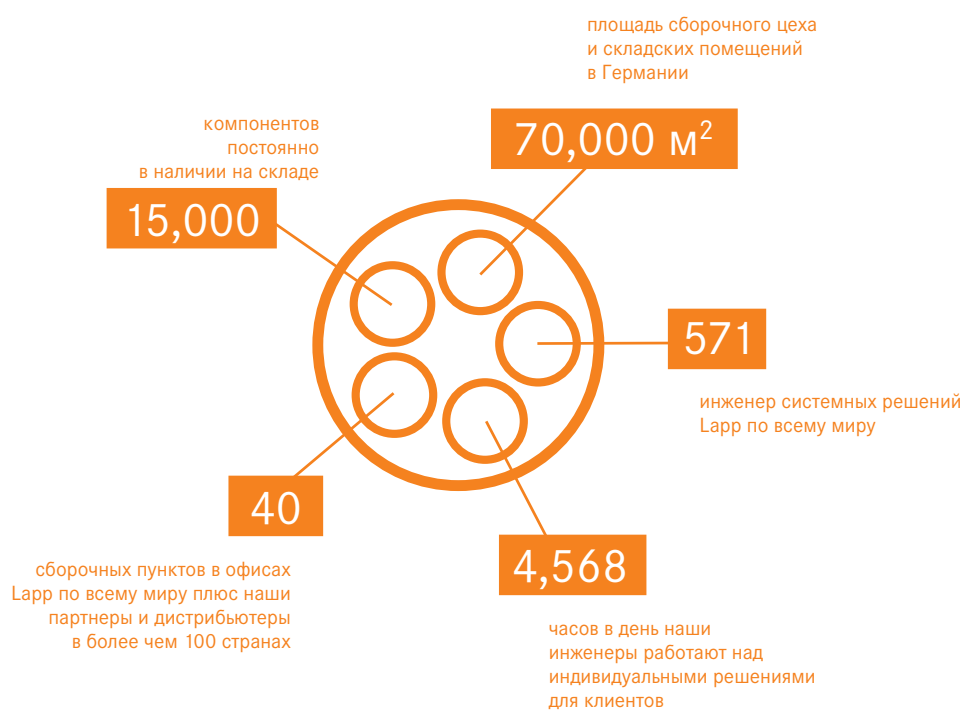 площадь сборочного цеха
и складских помещений
в Германии
70,000 м²
компонентов
постоянно
в наличии на складе
15,000
571
инженер системных решений
Lapp по всему миру
40
сборочных пунктов в офисах
Lapp по всему миру плюс наши
партнеры и дистрибьютеры
в более чем 100 странах
4,568
часов в день наши
инженеры работают над
индивидуальными решениями
для клиентов